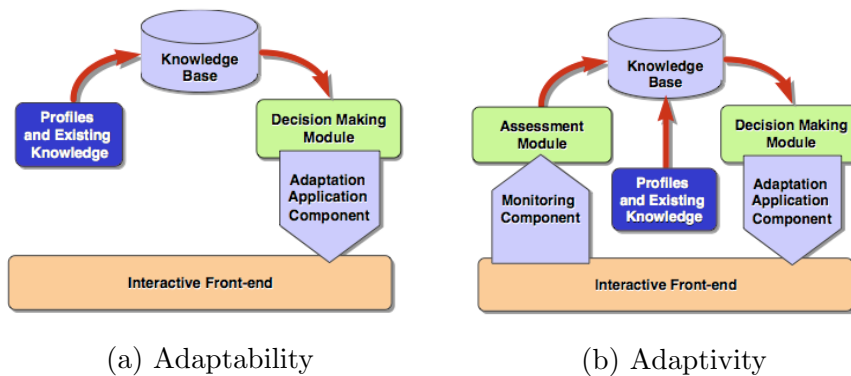 Knowledge
Base
Profiles
and Existing
Knowledge
Decision Making
Module
Adaptation
Application
Component
Interactive Front-end
(a) Adaptability
Knowledge
Base
Assessment
Module
Decision Making
Module
Monitoring
Component
Profiles
and Existing
Knowledge
Adaptation
Application
Component
Interactive Front-end
(b) Adaptivity